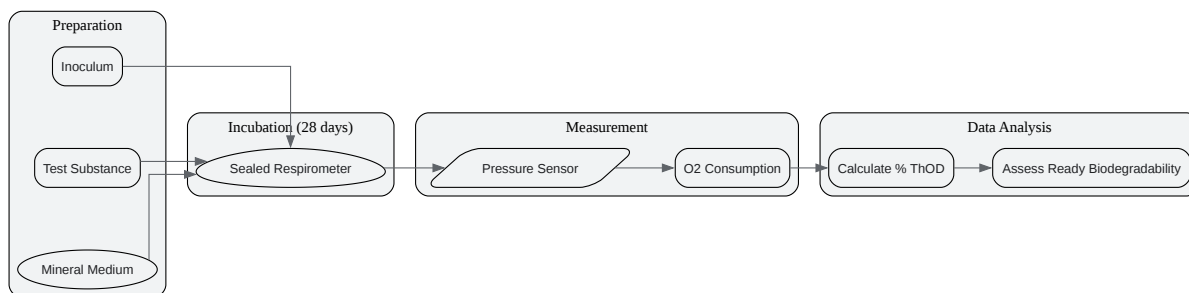 Preparation
Inoculum
Test Substance
Mineral Medium
Incubation (28 days)
Sealed Respirometer
Measurement
Pressure Sensor
O2 Consumption
Data Analysis
Calculate % ThOD
Assess Ready Biodegradability